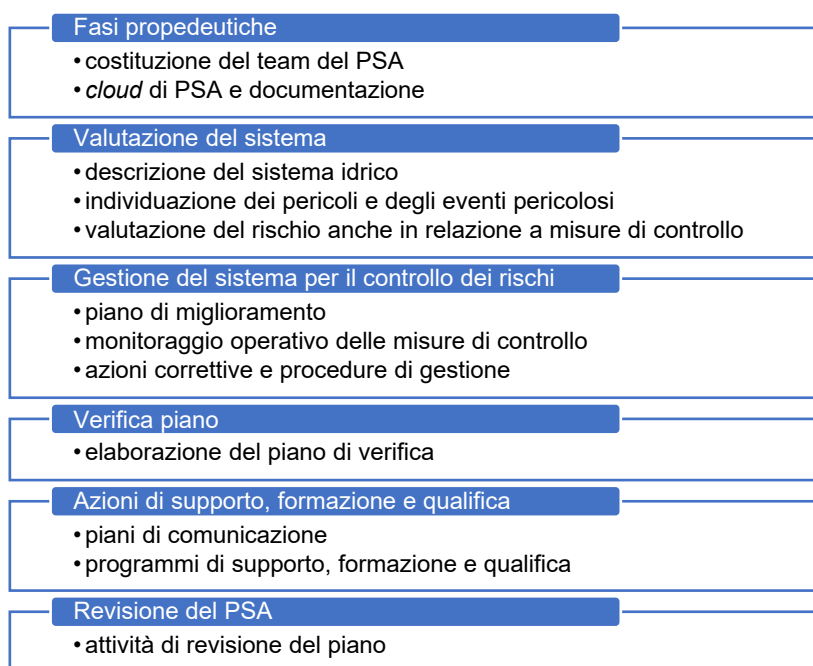 Fasi propedeutiche
• costituzione del team del PSA
• cloud di PSA e documentazione
Valutazione del sistema
• descrizione del sistema idrico
• individuazione dei pericoli e degli eventi pericolosi
• valutazione del rischio anche in relazione a misure di controllo
Gestione del sistema per il controllo dei rischi
• piano di miglioramento
• monitoraggio operativo delle misure di controllo
• azioni correttive e procedure di gestione
Verifica piano
• elaborazione del piano di verifica
Azioni di supporto, formazione e qualifica
• piani di comunicazione
• programmi di supporto, formazione e qualifica
Revisione del PSA
• attività di revisione del piano